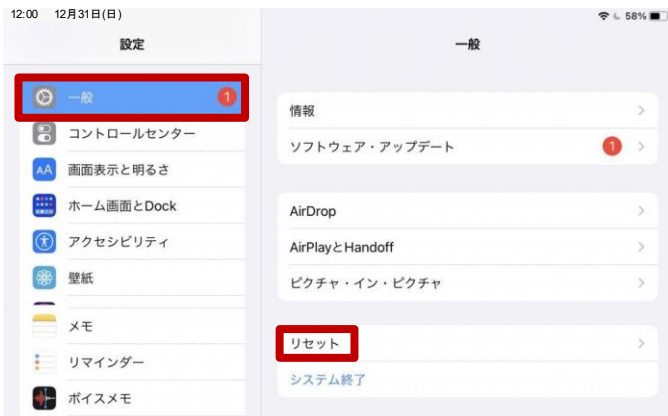 12:00 12月31日(日)
58%
設定
一般
一般
1
コントロールセンター
AA
画面表示と明るさ
ホーム画面とDock
アクセシビリティ
壁紙
メモ
リマインダー
ボイスメモ
情報
ソフトウェア・アップデート
1
AirDrop
AirPlayとHandoff
ピクチャ・イン・ピクチャ
リセット
システム終了